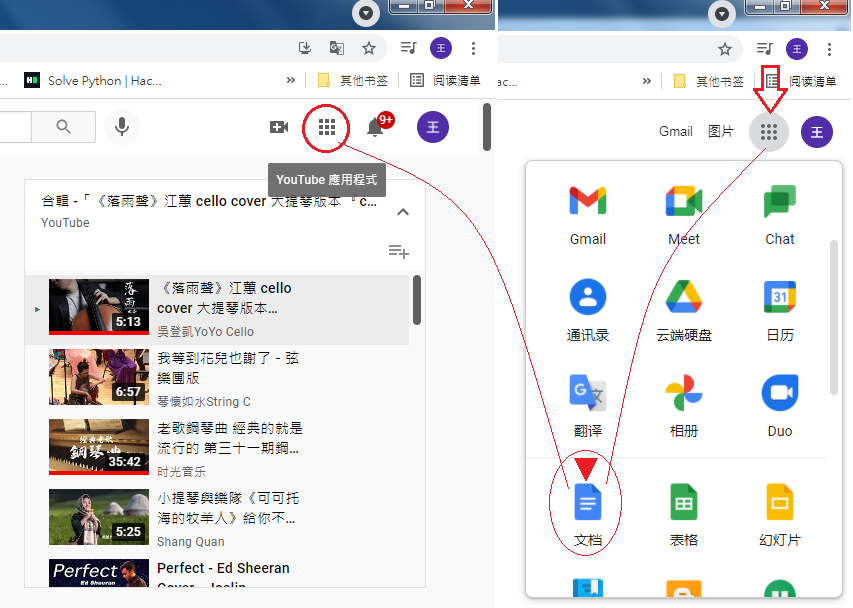 王
Solve Python | Hac...
»
其他书签
阅读清单
9+
王
YouTube 應用程式
合輯 -「《落雨聲》江蕙 cello cover 大提琴版本 『c...
YouTube
落
雨
5:13
《落雨聲》江蕙 cello
cover 大提琴版本...
吳登凱YoYo Cello
6:57
我等到花兒也謝了 - 弦
樂團版
琴懷如水String C
經典老歌
鋼琴曲
35:42
老歌鋼琴曲 經典的就是
流行的 第三十一期鋼...
时光音乐
5:25
小提琴與樂隊《可可托
海的牧羊人》給你不...
Shang Quan
Perfect
Ed Sheeran
Perfect - Ed Sheeran
王
ac...
»
其他书签
阅读清单
Gmail
图片
王
Gmail
Meet
Chat
通讯录
云端硬盘
31
日历
G
文
翻译
相册
Duo
文档
表格
幻灯片